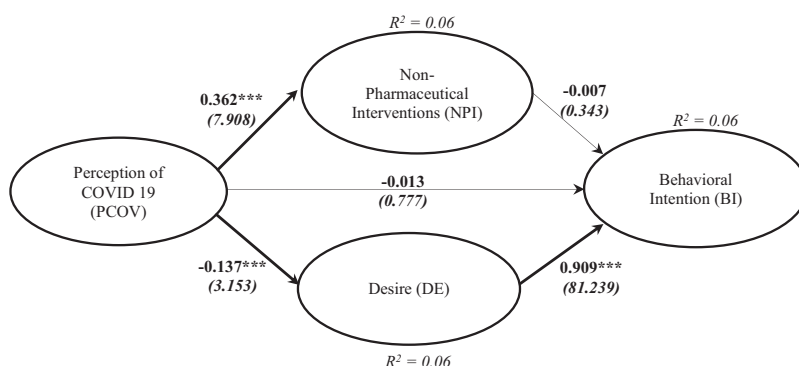 R² = 0.06
Non-
Pharmaceutical
Interventions (NPI)
0.362***
(7.908)
-0.007
(0.343)
R² = 0.06
Perception of
COVID 19
(PCOV)
-0.013
(0.777)
Behavioral
Intention (BI)
-0.137***
(3.153)
Desire (DE)
0.909***
(81.239)
R² = 0.06